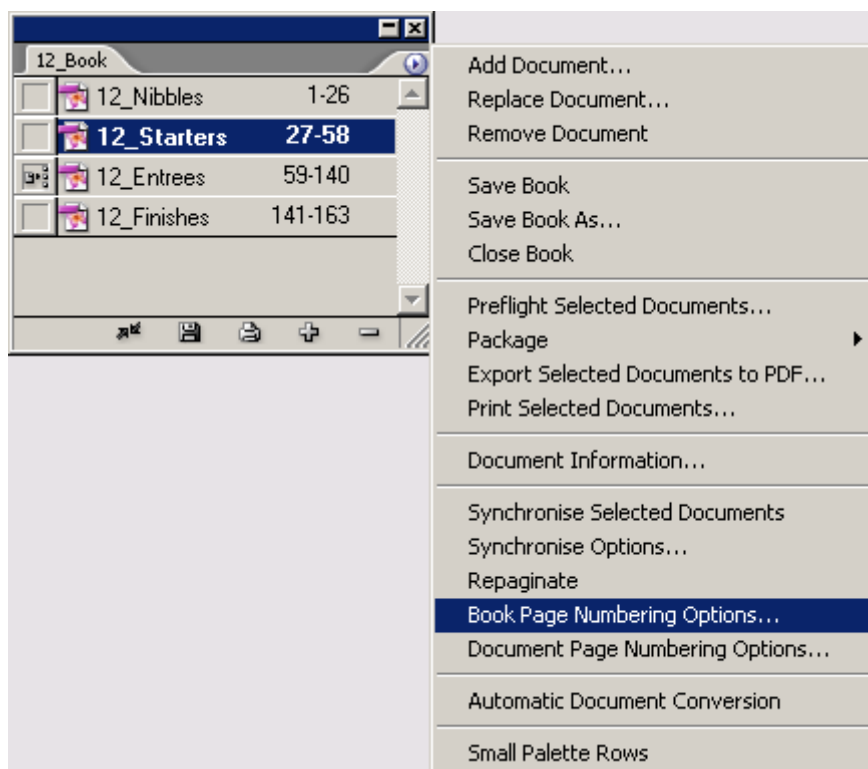 12_Book
12_Nibbles 1-26
12_Starters 27-58
12_Entrees 59-140
12_Finishes 141-163
Add Document...
Replace Document...
Remove Document
Save Book
Save Book As...
Close Book
Preflight Selected Documents...
Package
Export Selected Documents to PDF...
Print Selected Documents...
Document Information...
Synchronise Selected Documents
Synchronise Options...
Repaginate
Book Page Numbering Options...
Document Page Numbering Options...
Automatic Document Conversion
Small Palette Rows